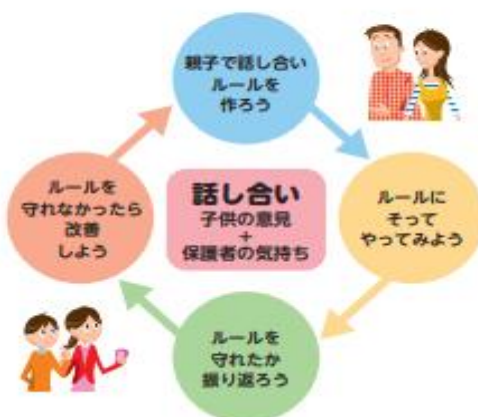 親子で話し合い
ルールを
作ろう
ルールに
そって
やってみよう
ルールを
守れたか
振り返ろう
ルールを
守れなかったら
改善
しよう
話し合い
子供の意見
+
保護者の気持ち